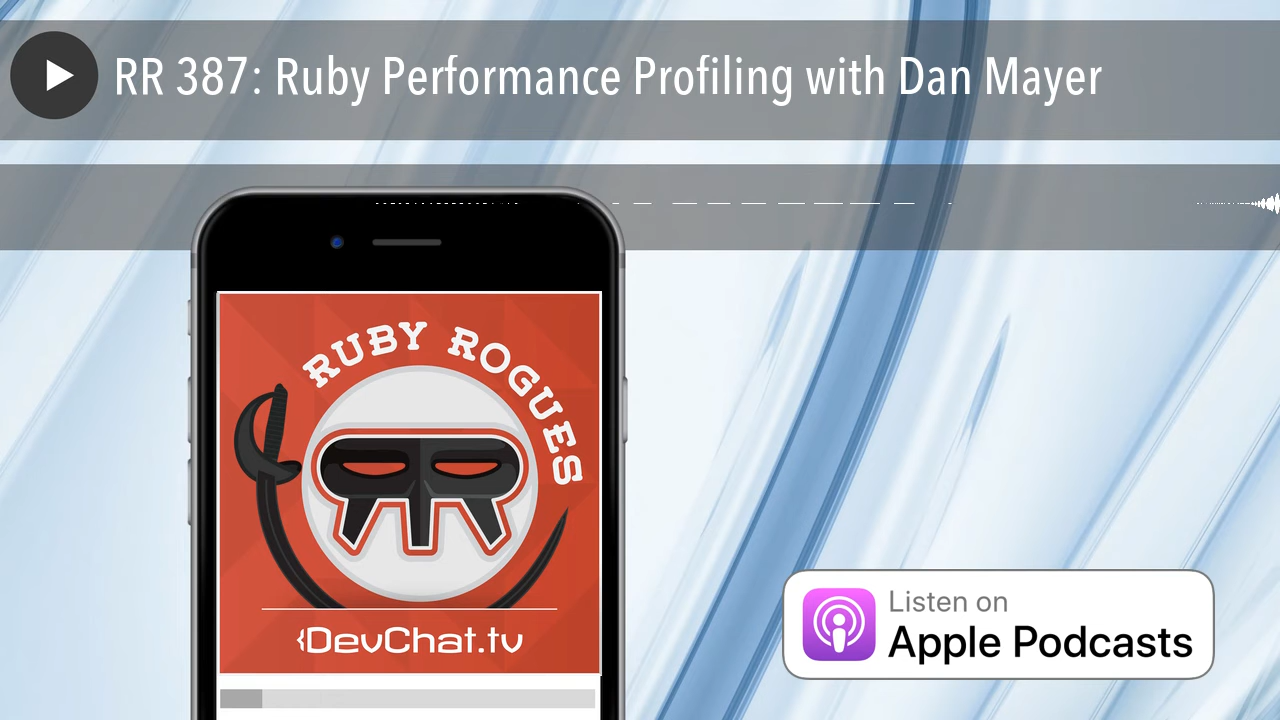 RR 387: Ruby Performance Profiling with Dan Mayer
RUBY ROGUES
{DevChat.tv
Listen on
Apple Podcasts